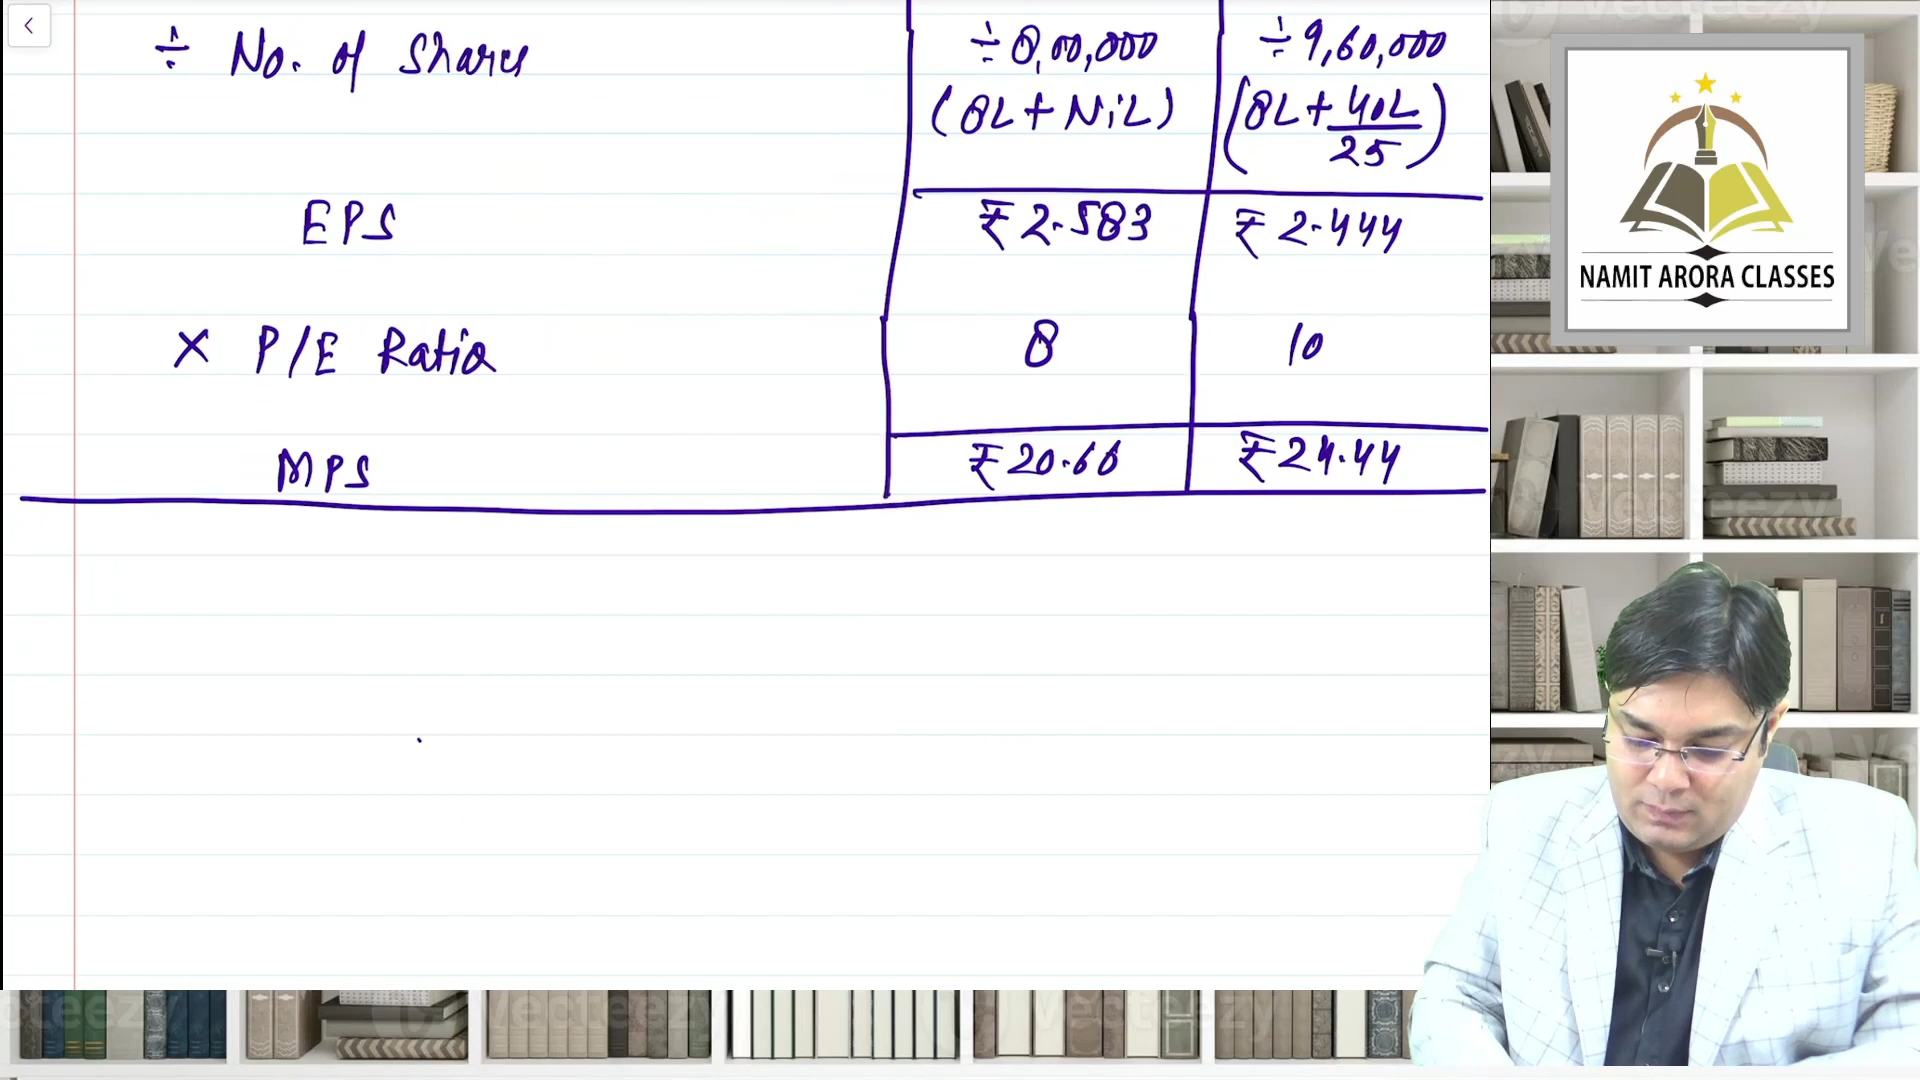 ÷ No. of Shares ÷ 8,00,000 ÷ 9,60,000
(8L + NiL) (8L + 40L/25)
EPS ₹ 2.583 ₹ 2.444
X P/E Ratio 8 10
MPS ₹ 20.66 ₹ 24.44
NAMIT ARORA CLASSES
vecteezy